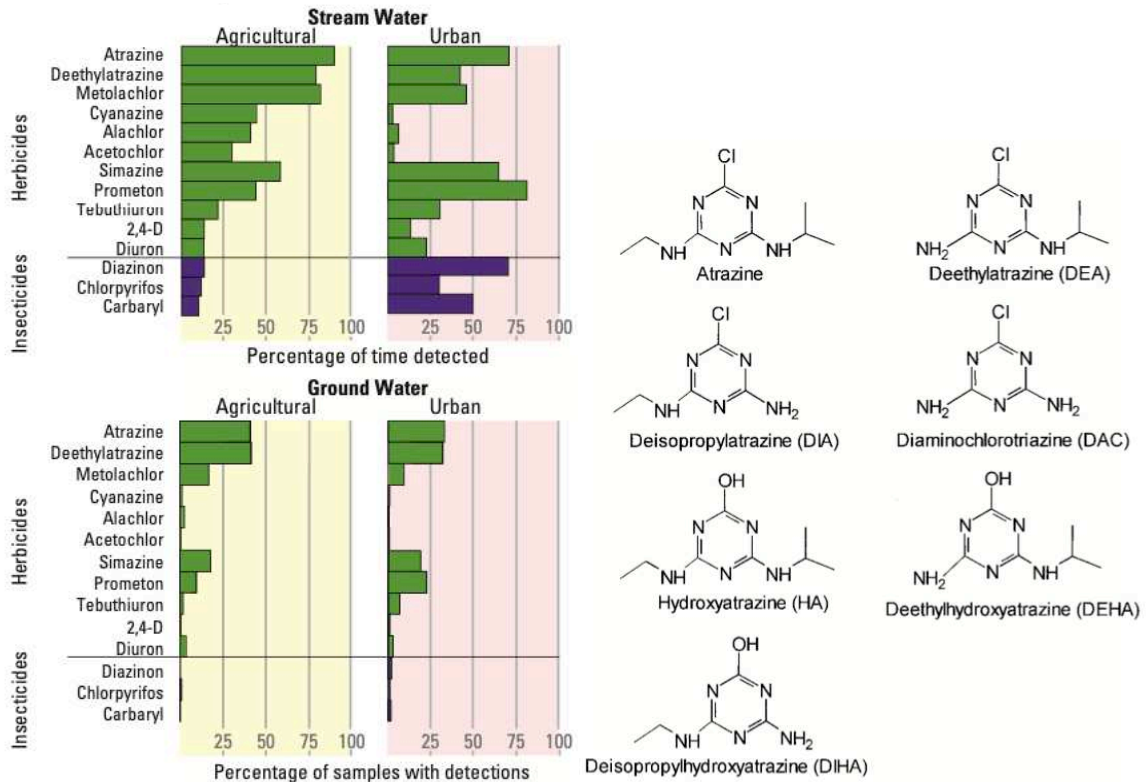 Stream Water
Agricultural
Urban
Herbicides
Atrazine
Deethylatrazine
Metolachlor
Cyanazine
Alachlor
Acetochlor
Simazine
Prometon
Tebuthiuron
2,4-D
Diuron
Insecticides
Diazinon
Chlorpyrifos
Carbaryl
25 50 75 100
25 50 75 100
Percentage of time detected
Ground Water
Agricultural
Urban
Herbicides
Atrazine
Deethylatrazine
Metolachlor
Cyanazine
Alachlor
Acetochlor
Simazine
Prometon
Tebuthiuron
2,4-D
Diuron
Insecticides
Diazinon
Chlorpyrifos
Carbaryl
25 50 75 100
25 50 75 100
Percentage of samples with detections
Cl
N N
NH N NH
Atrazine
Cl
N N
NH₂ N NH
Deethylatrazine (DEA)
Cl
N N
NH N NH₂
Deisopropylatrazine (DIA)
Cl
N N
NH₂ N NH₂
Diaminochlorotriazine (DAC)
OH
N N
NH N NH
Hydroxyatrazine (HA)
OH
N N
NH₂ N NH
Deethylhydroxyatrazine (DEHA)
OH
N N
NH N NH₂
Deisopropylhydroxyatrazine (DIHA)